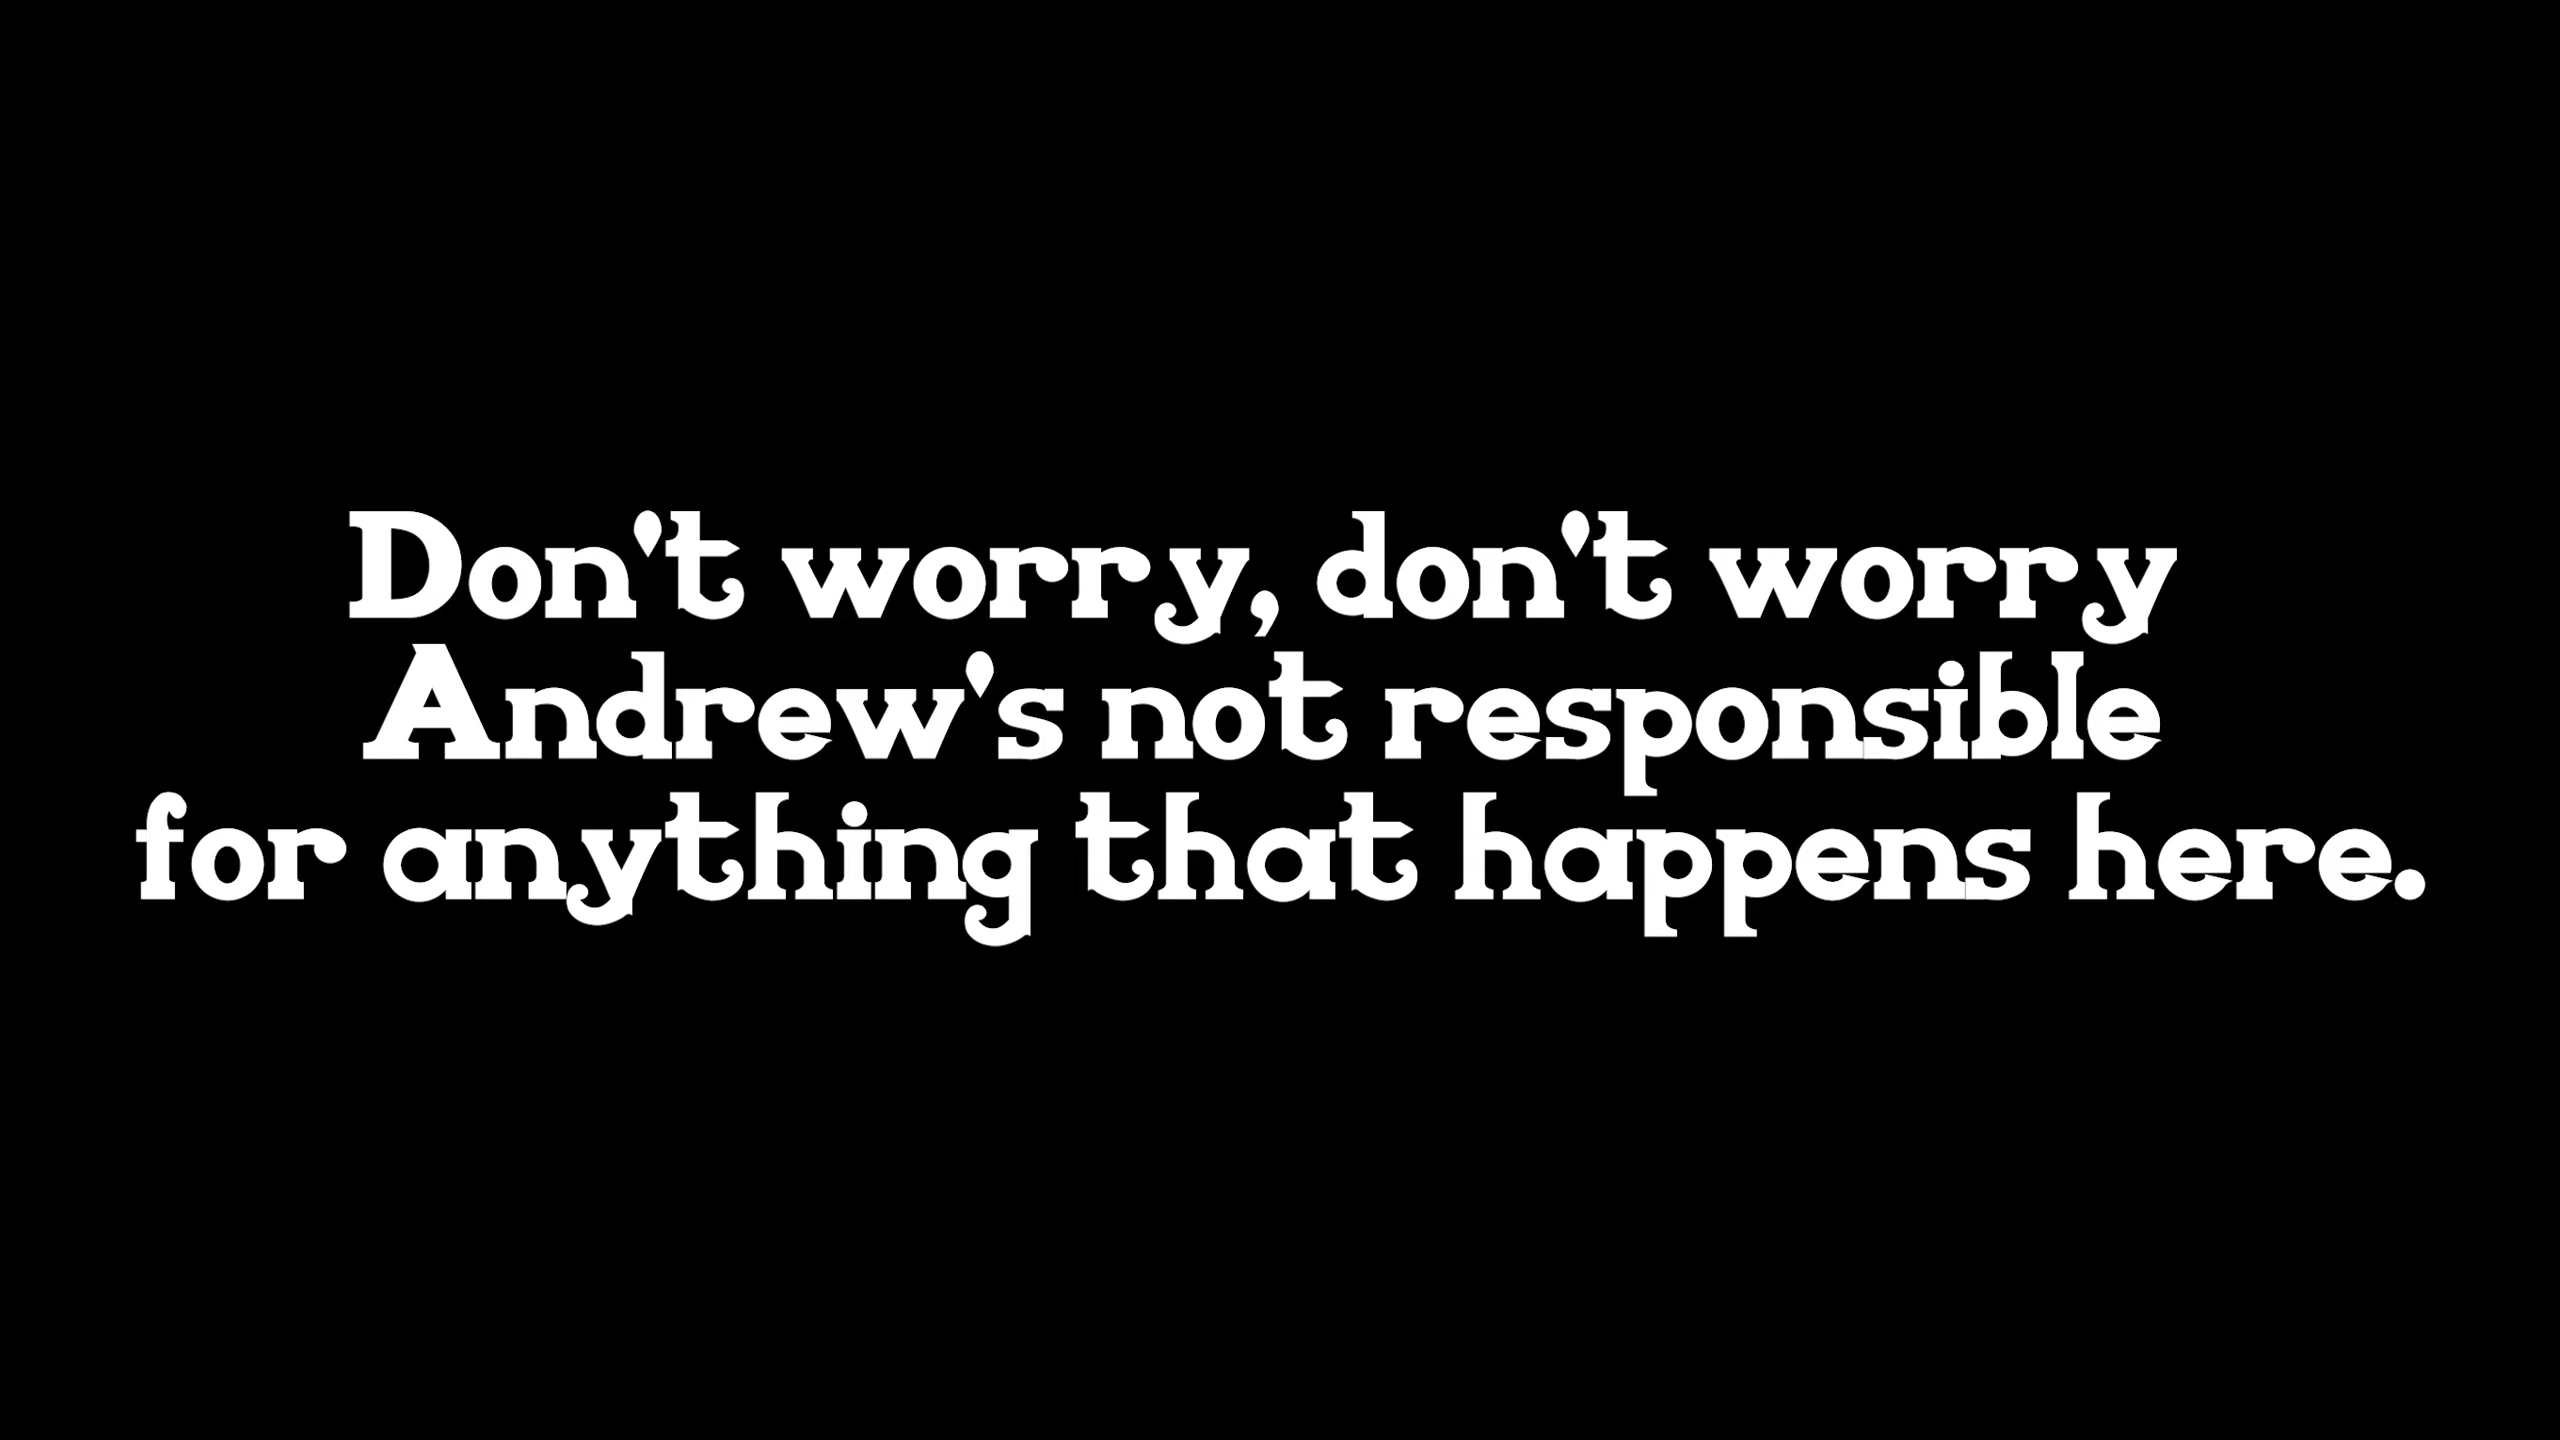 Don't worry, don't worry
Andrew's not responsible
for anything that happens here.